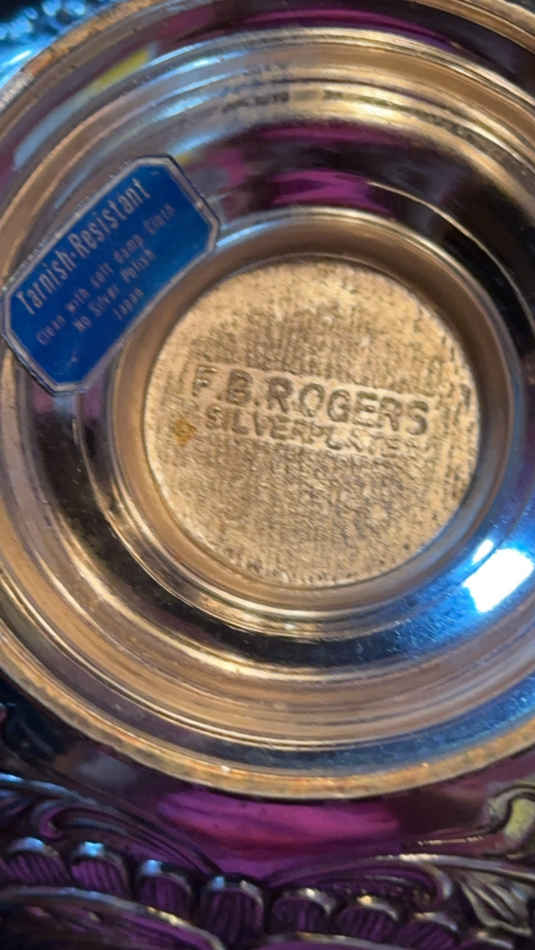 Tarnish-Resistant
Clean with soft damp cloth
No Silver Polish
Japan
F.B.ROGERS
SILVERPLATE